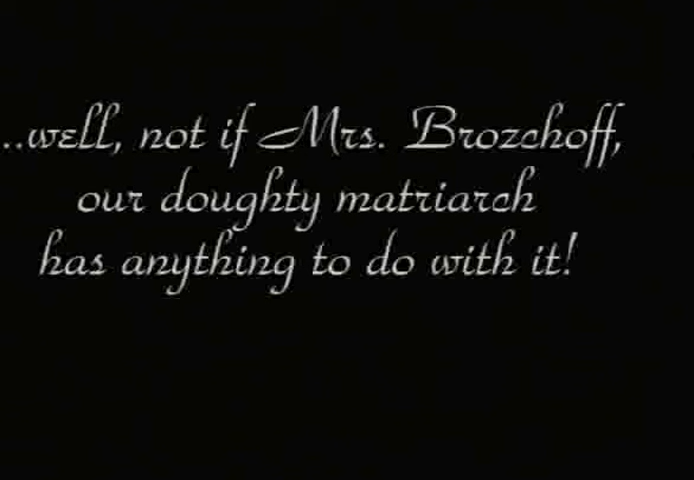 ..well, not if Mrs. Brozchoff,
our doughty matriarch
has anything to do with it!